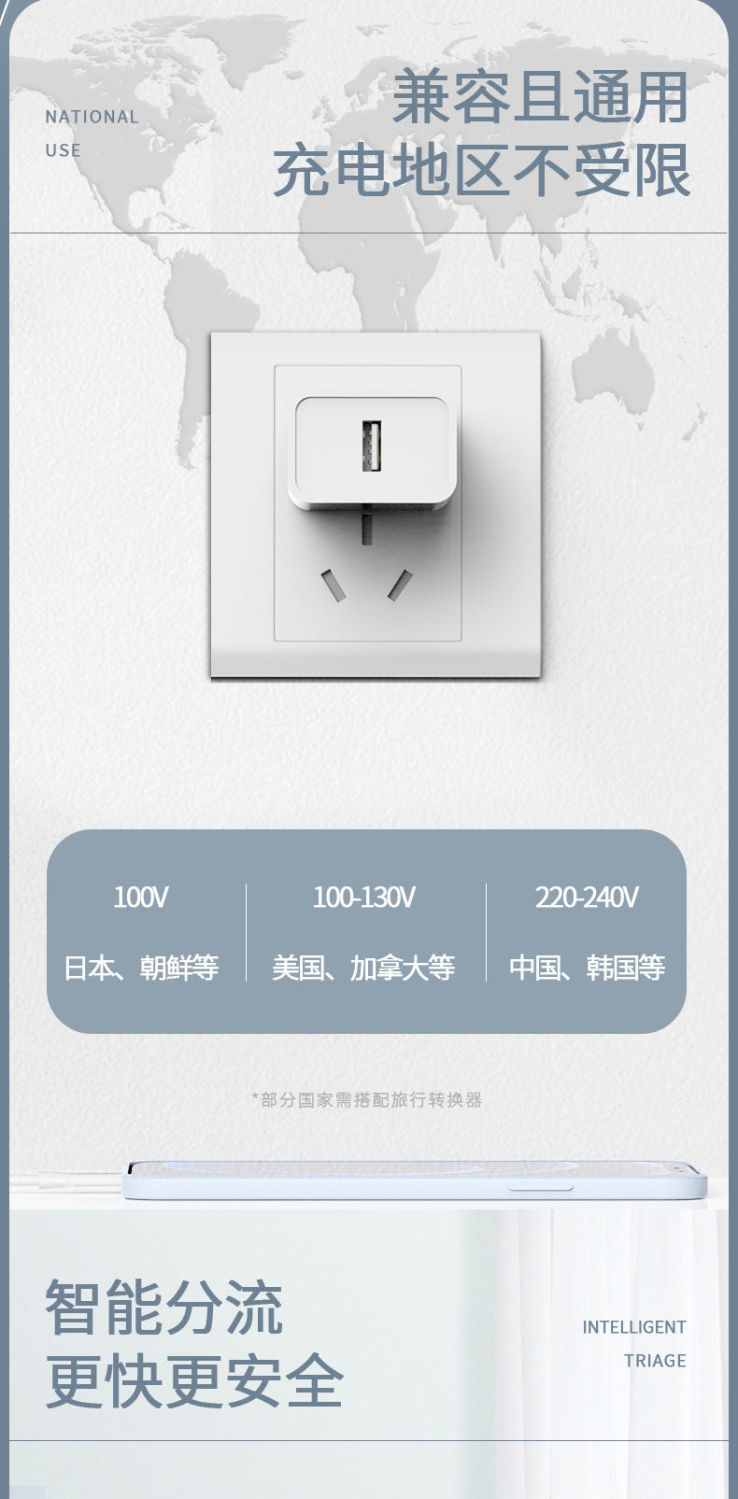 NATIONAL
USE
兼容且通用
充电地区不受限
100V
日本、朝鲜等
100-130V
美国、加拿大等
220-240V
中国、韩国等
*部分国家需搭配旅行转换器
智能分流
更快更安全
INTELLIGENT
TRIAGE